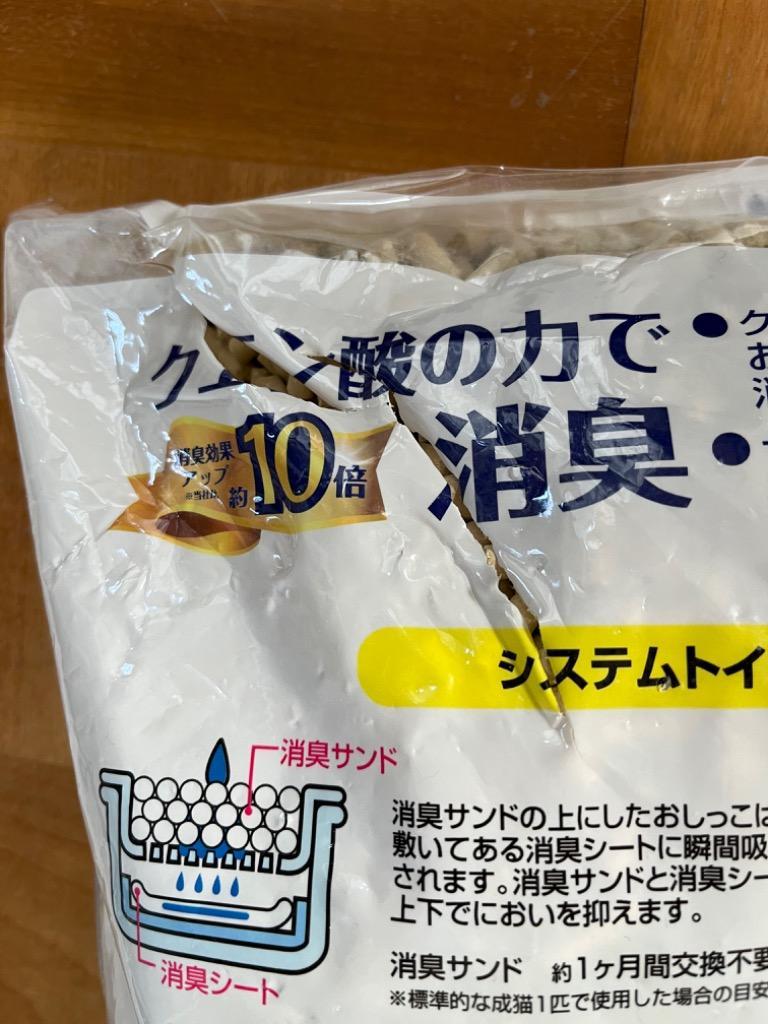 クエン酸の力で
消臭
消臭効果
アップ
約10倍
システムトイ
消臭サンド
消臭シート
消臭サンドの上にしたおしっこは
敷いてある消臭シートに瞬間吸
されます。消臭サンドと消臭シー
上下でにおいを抑えます。
消臭サンド 約1ヶ月間交換不要
※標準的な成猫1匹で使用した場合の目安